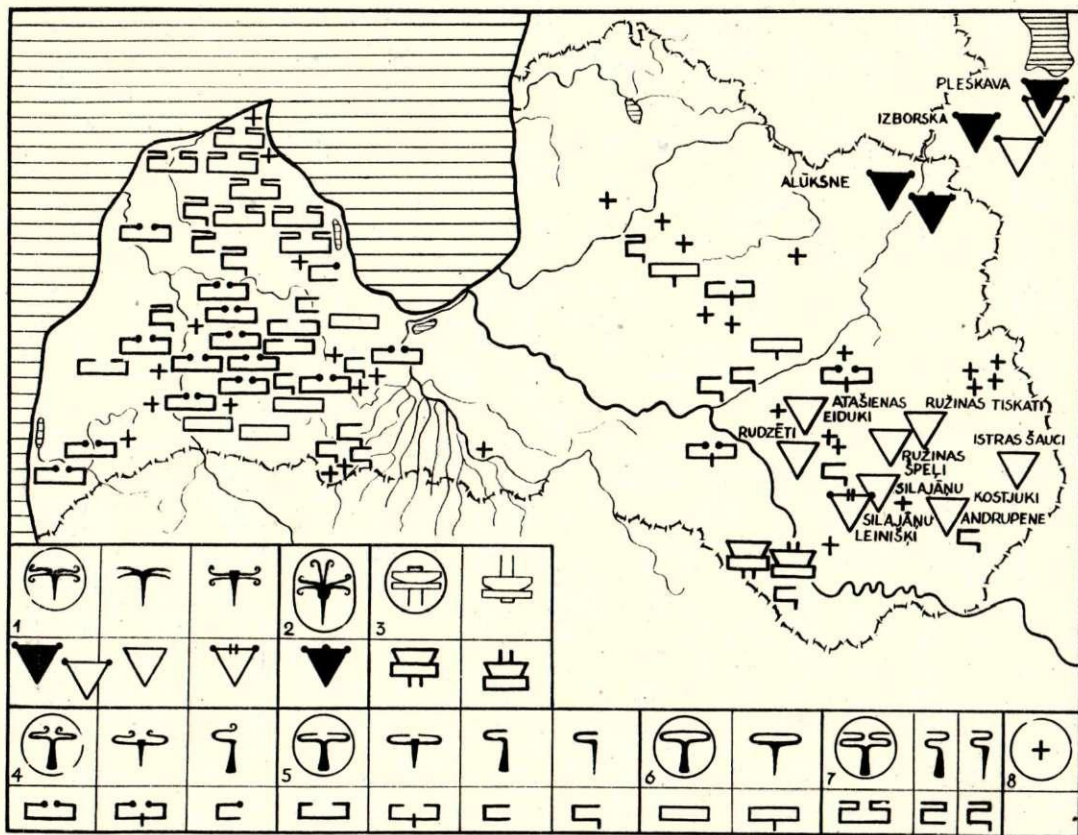 PLESKAVA
IZBORSKA
ALŪKSNE
ATAŠIENAS
EIDUKI
RUŽINAS TISKATI
RUDZĒTI
ISTRAS ŠAUCI
RUŽINAS
ŠPEĻI
SILAJĀŅU
KOSTJUKI
SILAJĀŅU
LEINIŠĶI
ANDRUPENE
1
2
3
4
5
6
7
8